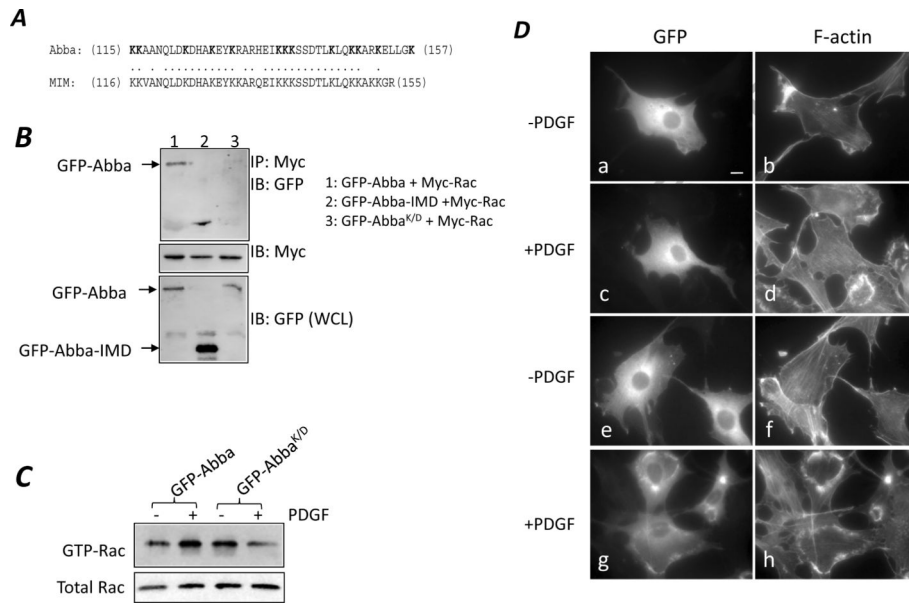 A
Abba: (115) KKAANQLDKDHAKEYKRARHEIKKKSSDTLKLQKKARKELLGK (157)
MIM: (116) KKVANQLDKDHAKEYKKARQEIKKKSSDTLKLQKKAKKGR(155)
B
1 2 3
GFP-Abba
IP: Myc
IB: GFP
1: GFP-Abba + Myc-Rac
2: GFP-Abba-IMD +Myc-Rac
3: GFP-Abba^K/D + Myc-Rac
IB: Myc
GFP-Abba
IB: GFP (WCL)
GFP-Abba-IMD
C
GFP-Abba GFP-Abba^K/D
- + - + PDGF
GTP-Rac
Total Rac
D
GFP F-actin
-PDGF
a b
+PDGF
c d
-PDGF
e f
+PDGF
g h